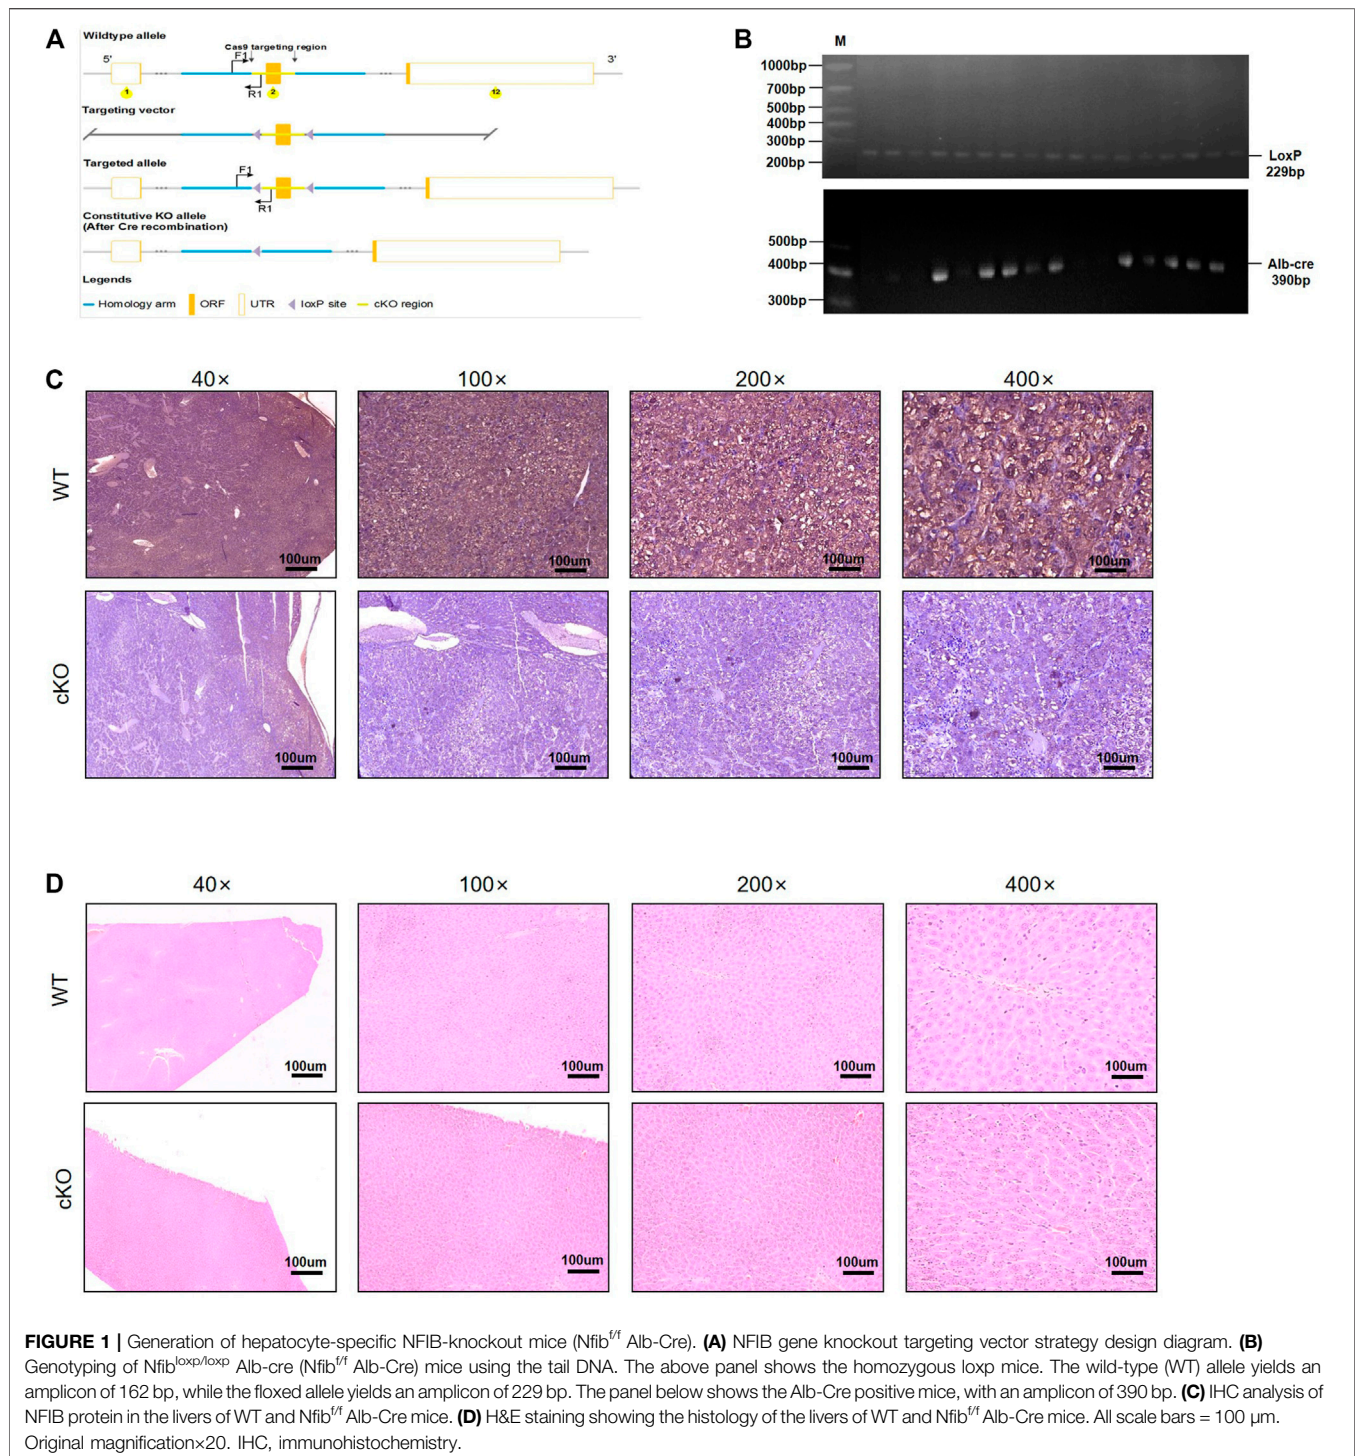 A
Wildtype allele
Cas9 targeting region
5'
F1
3'
R1
1
2
12
Targeting vector
Targeted allele
F1
R1
Constitutive KO allele
(After Cre recombination)
Legends
Homology arm
ORF
UTR
loxP site
cKO region
B
M
1000bp
700bp
500bp
400bp
300bp
200bp
LoxP
229bp
500bp
400bp
300bp
Alb-cre
390bp
C
40×
100×
200×
400×
WT
100um
100um
100um
100um
cKO
100um
100um
100um
100um
D
40×
100×
200×
400×
WT
100um
100um
100um
100um
cKO
100um
100um
100um
100um
FIGURE 1 | Generation of hepatocyte-specific NFIB-knockout mice (Nfib^f/f Alb-Cre). (A) NFIB gene knockout targeting vector strategy design diagram. (B)
Genotyping of Nfib^loxp/loxp Alb-cre (Nfib^f/f Alb-Cre) mice using the tail DNA. The above panel shows the homozygous loxp mice. The wild-type (WT) allele yields an
amplicon of 162 bp, while the floxed allele yields an amplicon of 229 bp. The panel below shows the Alb-Cre positive mice, with an amplicon of 390 bp. (C) IHC analysis of
NFIB protein in the livers of WT and Nfib^f/f Alb-Cre mice. (D) H&E staining showing the histology of the livers of WT and Nfib^f/f Alb-Cre mice. All scale bars = 100 μm.
Original magnification×20. IHC, immunohistochemistry.